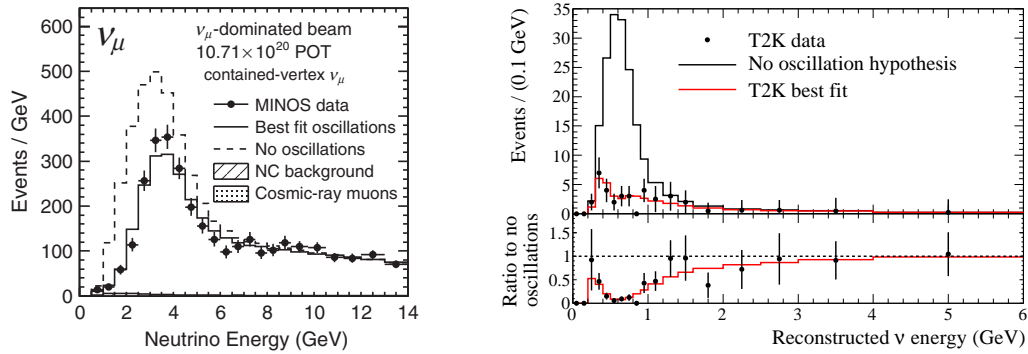 ν_μ
ν_μ-dominated beam
10.71×10^20 POT
contained-vertex ν_μ
MINOS data
Best fit oscillations
No oscillations
NC background
Cosmic-ray muons
Events / GeV
600
500
400
300
200
100
0
0 2 4 6 8 10 12 14
Neutrino Energy (GeV)
Events / (0.1 GeV)
35
30
25
20
15
10
5
0
T2K data
No oscillation hypothesis
T2K best fit
Ratio to no
oscillations
1.5
1
0.5
0
0 1 2 3 4 5 6
Reconstructed ν energy (GeV)